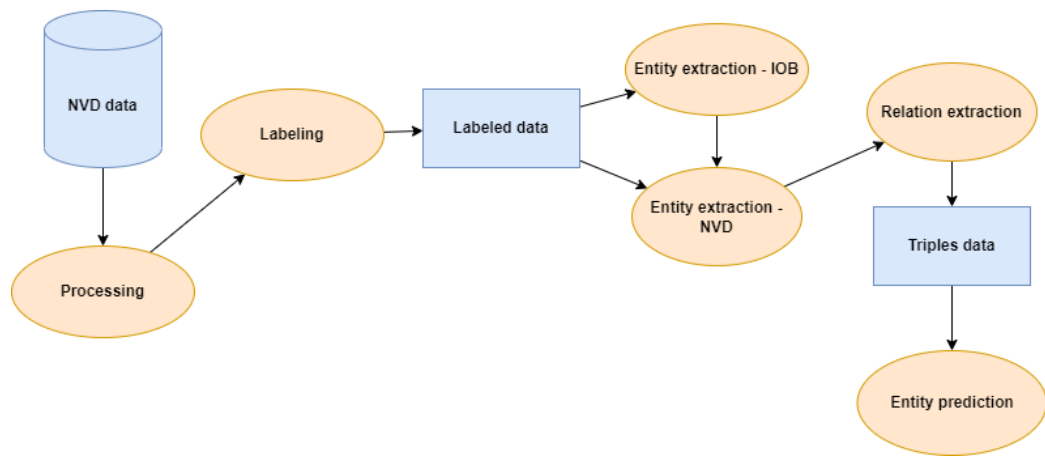 NVD data
Processing
Labeling
Labeled data
Entity extraction - IOB
Entity extraction -
NVD
Relation extraction
Triples data
Entity prediction